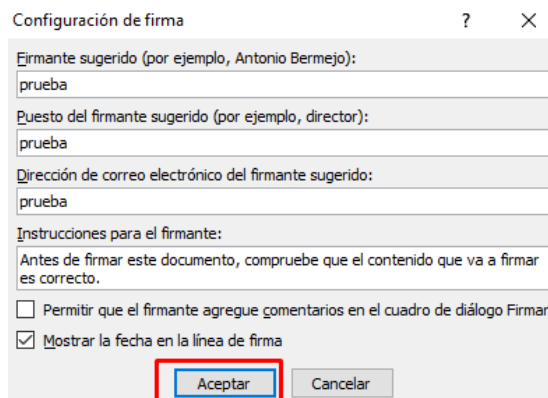 Configuración de firma ? ×
Firmante sugerido (por ejemplo, Antonio Bermejo):
prueba
Puesto del firmante sugerido (por ejemplo, director):
prueba
Dirección de correo electrónico del firmante sugerido:
prueba
Instrucciones para el firmante:
Antes de firmar este documento, compruebe que el contenido que va a firmar
es correcto.
Permitir que el firmante agregue comentarios en el cuadro de diálogo Firmar
Mostrar la fecha en la línea de firma
Aceptar Cancelar